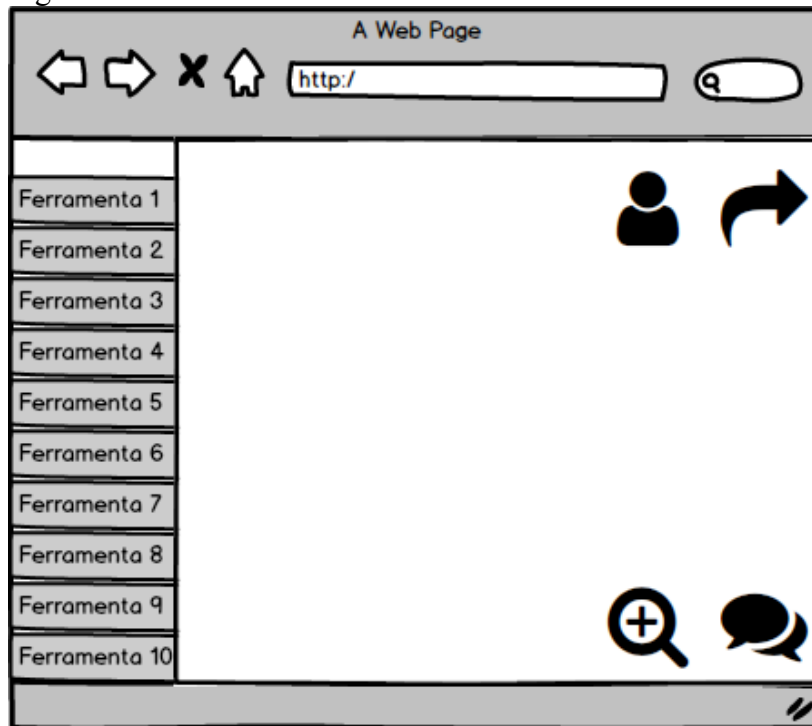 A Web Page
http:/
Ferramenta 1
Ferramenta 2
Ferramenta 3
Ferramenta 4
Ferramenta 5
Ferramenta 6
Ferramenta 7
Ferramenta 8
Ferramenta 9
Ferramenta 10